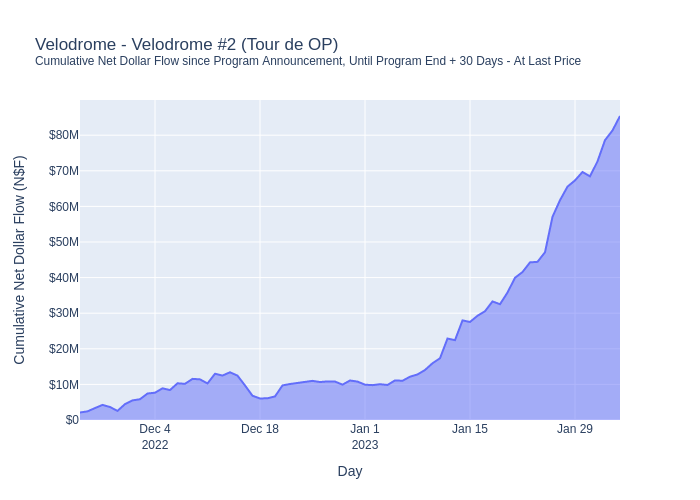 Velodrome - Velodrome #2 (Tour de OP)
Cumulative Net Dollar Flow since Program Announcement, Until Program End + 30 Days - At Last Price
Cumulative Net Dollar Flow (N$F)
$80M
$70M
$60M
$50M
$40M
$30M
$20M
$10M
$0
Dec 4 Dec 18 Jan 1 Jan 15 Jan 29
2022 2023
Day